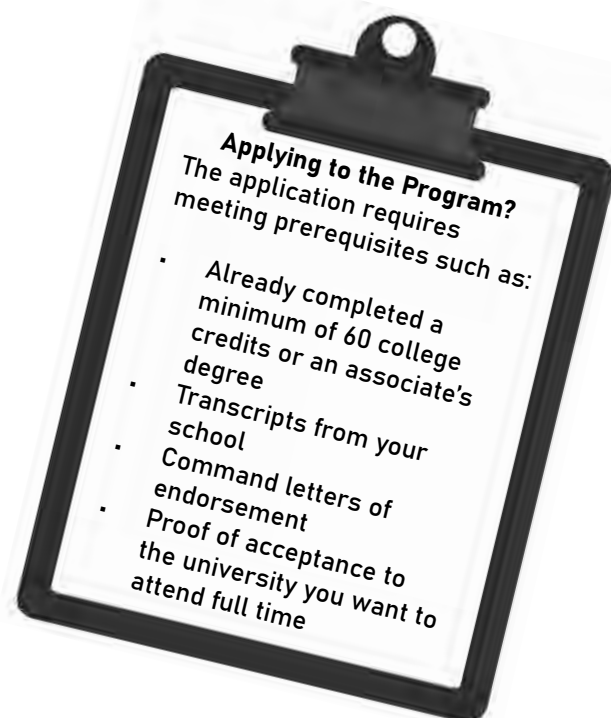 Applying to the Program?
The application requires
meeting prerequisites such as:
· Already completed a
minimum of 60 college
credits or an associate’s
degree
· Transcripts from your
school
· Command letters of
endorsement
· Proof of acceptance to
the university you want to
attend full time